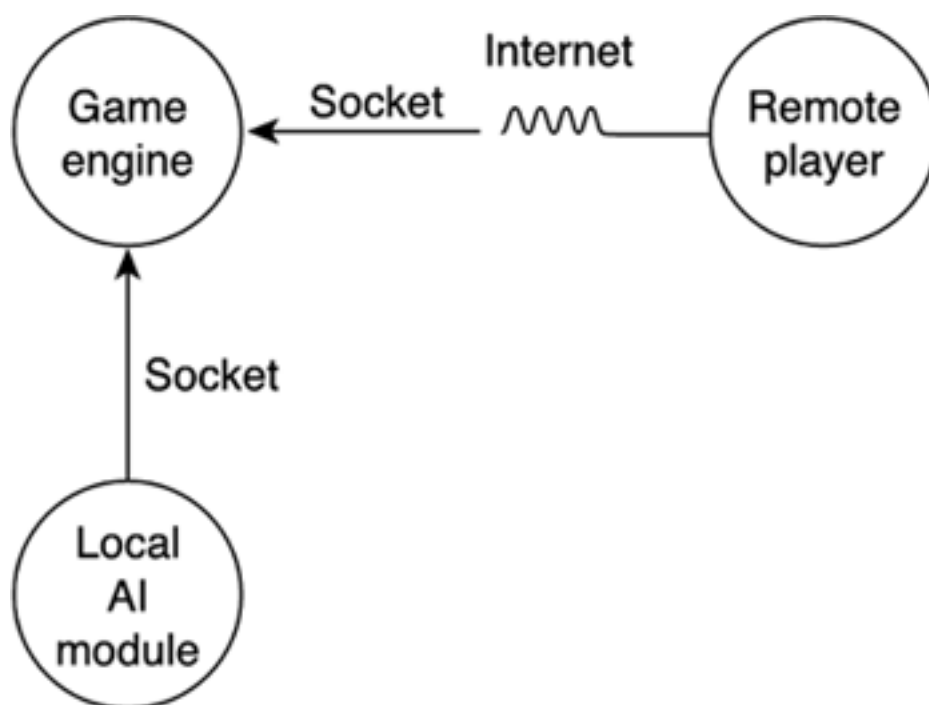 Game
engine
Socket
Internet
Remote
player
Socket
Local
AI
module